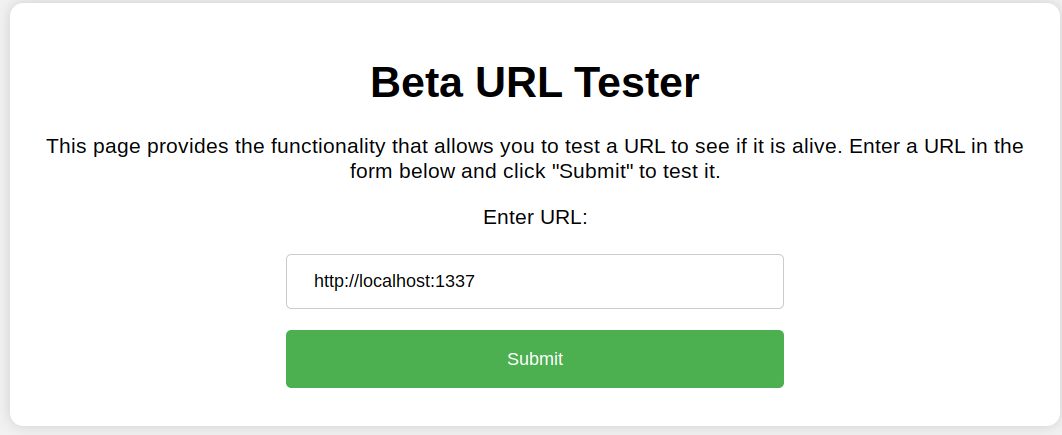 Beta URL Tester
This page provides the functionality that allows you to test a URL to see if it is alive. Enter a URL in the
form below and click "Submit" to test it.
Enter URL:
http://localhost:1337
Submit